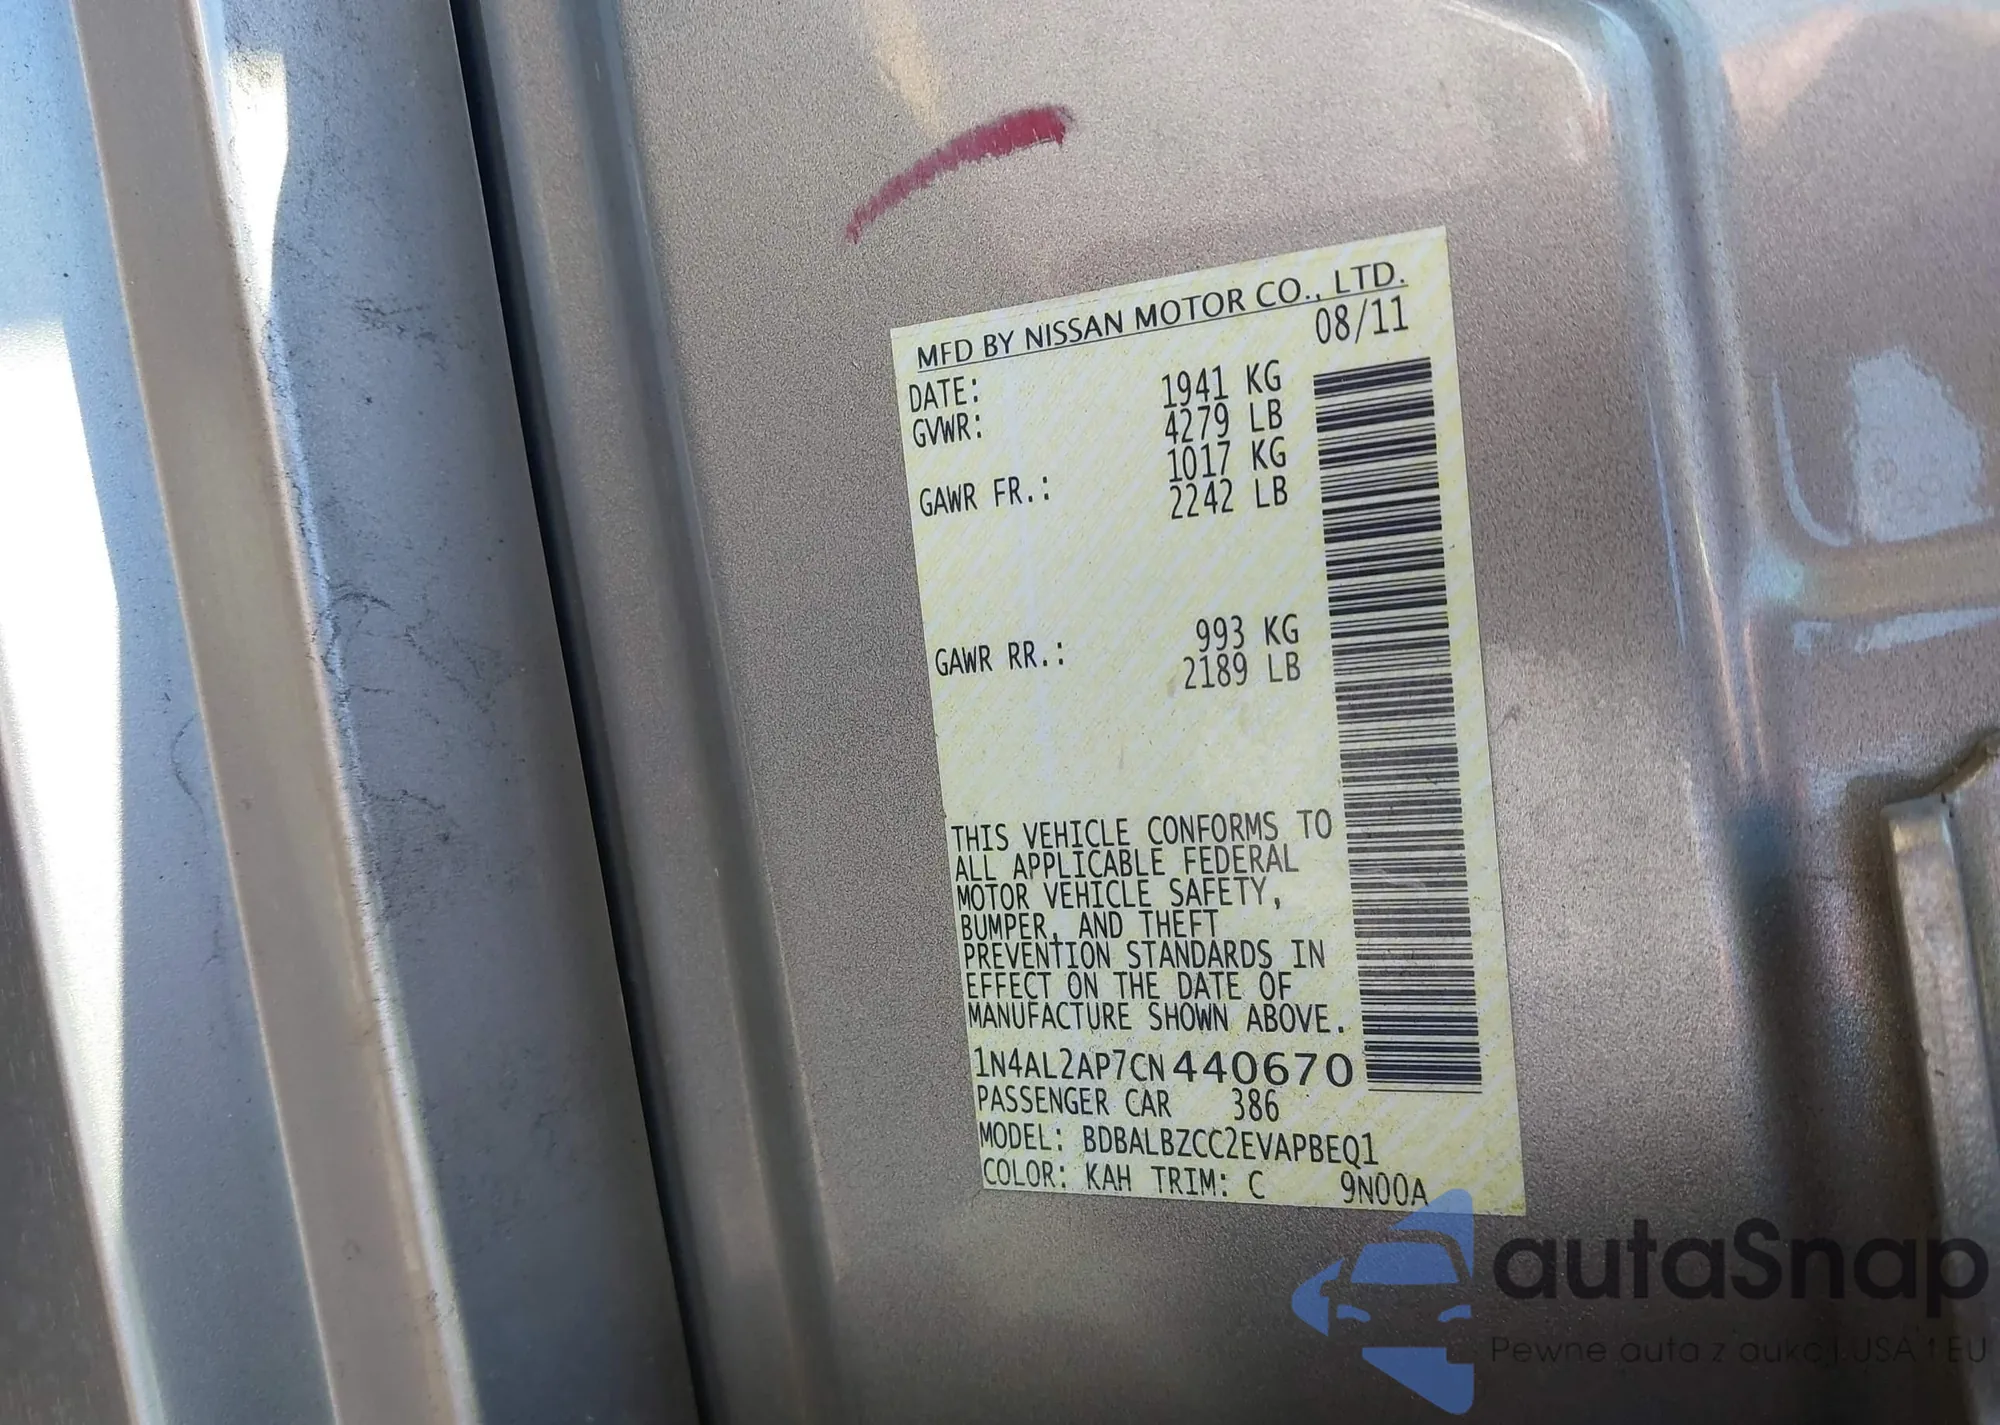 MFD BY NISSAN MOTOR CO., LTD.
DATE: 08/11
GVWR: 1941 KG
4279 LB
GAWR FR.: 1017 KG
2242 LB
GAWR RR.: 993 KG
2189 LB
THIS VEHICLE CONFORMS TO
ALL APPLICABLE FEDERAL
MOTOR VEHICLE SAFETY,
BUMPER, AND THEFT
PREVENTION STANDARDS IN
EFFECT ON THE DATE OF
MANUFACTURE SHOWN ABOVE.
1N4AL2AP7CN440670
PASSENGER CAR 386
MODEL: BDBALBZCC2EVAPBEQ1
COLOR: KAH TRIM: C 9N00A
autaSnap
Pewne auta z aukcji USA i EU